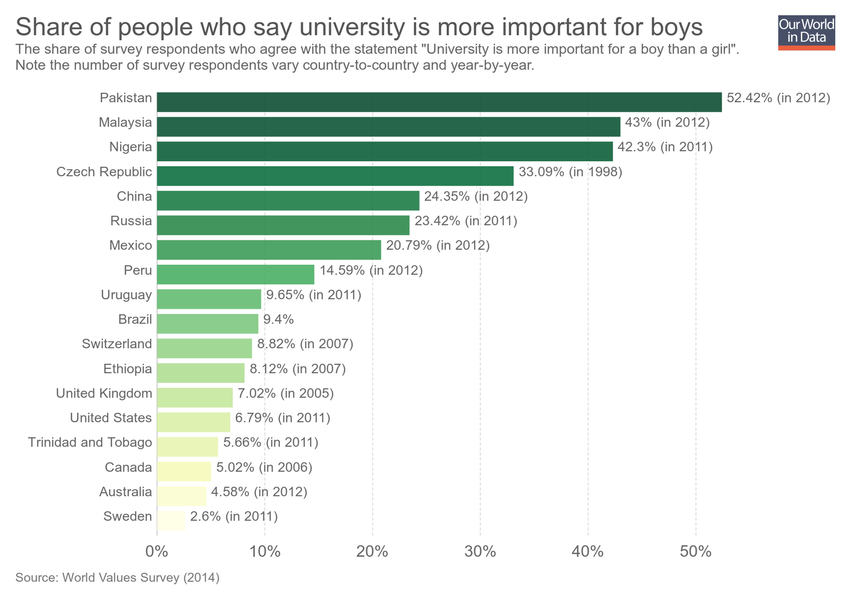 Share of people who say university is more important for boys
Our World
in Data
The share of survey respondents who agree with the statement "University is more important for a boy than a girl".
Note the number of survey respondents vary country-to-country and year-by-year.
Pakistan 52.42% (in 2012)
Malaysia 43% (in 2012)
Nigeria 42.3% (in 2011)
Czech Republic 33.09% (in 1998)
China 24.35% (in 2012)
Russia 23.42% (in 2011)
Mexico 20.79% (in 2012)
Peru 14.59% (in 2012)
Uruguay 9.65% (in 2011)
Brazil 9.4%
Switzerland 8.82% (in 2007)
Ethiopia 8.12% (in 2007)
United Kingdom 7.02% (in 2005)
United States 6.79% (in 2011)
Trinidad and Tobago 5.66% (in 2011)
Canada 5.02% (in 2006)
Australia 4.58% (in 2012)
Sweden 2.6% (in 2011)
0% 10% 20% 30% 40% 50%
Source: World Values Survey (2014)